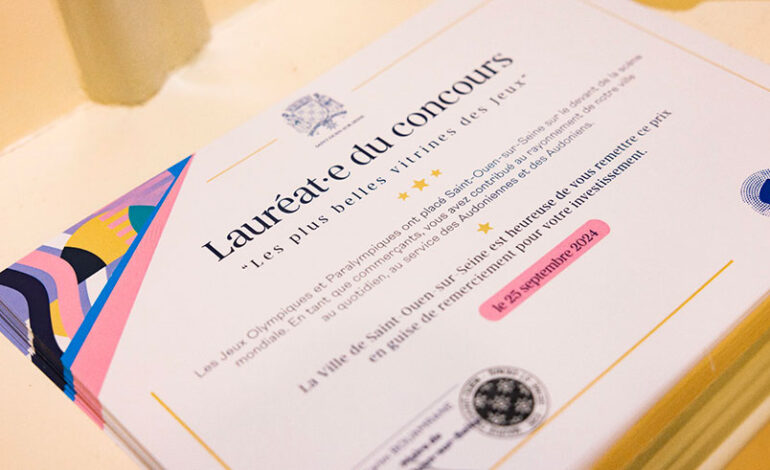 Lauréat·e du concours
"Les plus belles vitrines des jeux"
Les Jeux Olympiques et Paralympiques ont placé Saint-Ouen-sur-Seine sur le devant de la scène
mondiale. En tant que commerçants, vous avez contribué au rayonnement de notre ville
au quotidien, au service des Audoniennes et des Audoniens.
La Ville de Saint-Ouen-sur-Seine est heureuse de vous remettre ce prix
en guise de remerciement pour votre investissement.
le 25 septembre 2024
BOUAMRANE